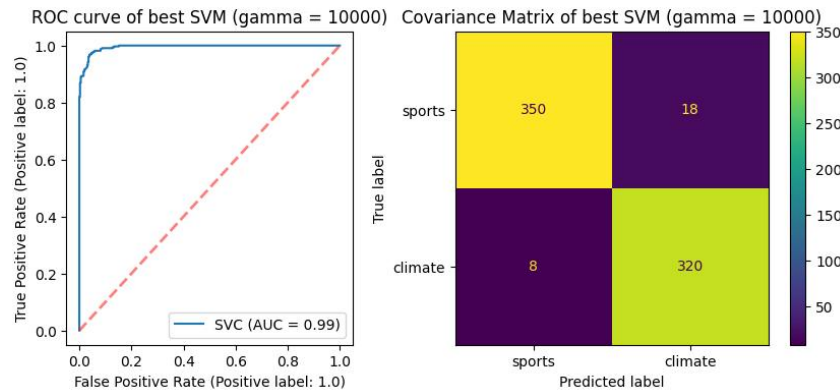 ROC curve of best SVM (gamma = 10000)
True Positive Rate (Positive label: 1.0)
1.0
0.8
0.6
0.4
0.2
0.0
SVC (AUC = 0.99)
0.0 0.2 0.4 0.6 0.8 1.0
False Positive Rate (Positive label: 1.0)
Covariance Matrix of best SVM (gamma = 10000)
True label
sports
climate
350 18
8 320
sports climate
Predicted label
350
300
250
200
150
100
50